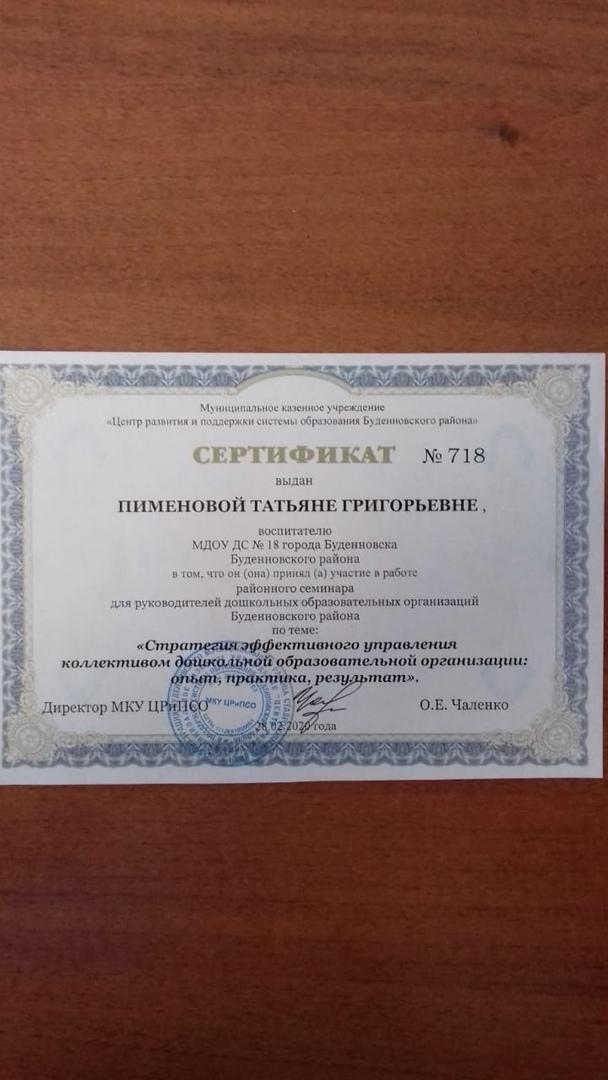 Муниципальное казенное учреждение
«Центр развития и поддержки системы образования Буденновского района»
СЕРТИФИКАТ № 718
выдан
ПИМЕНОВОЙ ТАТЬЯНЕ ГРИГОРЬЕВНЕ ,
воспитателю
МДОУ ДС № 18 города Буденновска
Буденновского района
в том, что он (она) принял (а) участие в работе
районного семинара
для руководителей дошкольных образовательных организаций
Буденновского района
по теме:
«Стратегия эффективного управления
коллективом дошкольной образовательной организации:
опыт, практика, результат».
Директор МКУ ЦРиПСО О.Е. Чаленко
МКУ ЦРиПСО
28.02.2020 года